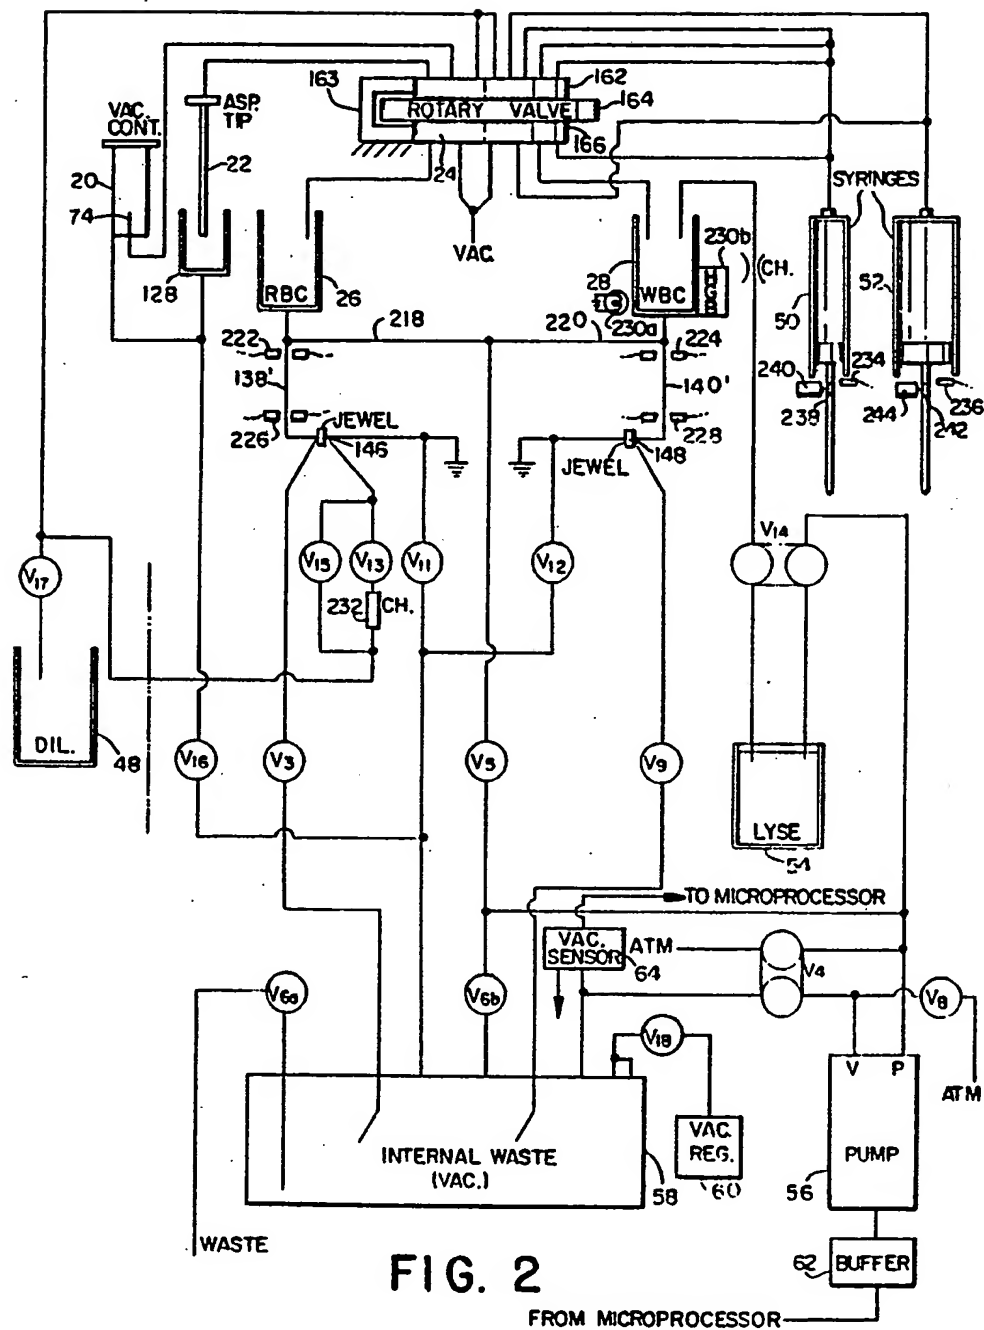 163
162
ROTARY VALVE
164
166
24
VAC.
CONT.
ASP.
TIP
20
22
74
128
RBC
26
VAC.
SYRINGES
230b
28
WBC
HGB
CH.
230a
50
52
222
218
220
224
138'
140'
240
234
238
244
236
242
226
JEWEL
146
228
JEWEL
148
V17
V15
V13
V11
V12
V14
232
CH.
DIL.
48
V16
V3
V5
V9
LYSE
54
TO MICROPROCESSOR
VAC.
SENSOR
ATM
64
V4
V6a
V6b
V8
V18
V
P
ATM
INTERNAL WASTE
(VAC.)
58
VAC.
REG.
60
PUMP
56
WASTE
62
BUFFER
FIG. 2
FROM MICROPROCESSOR